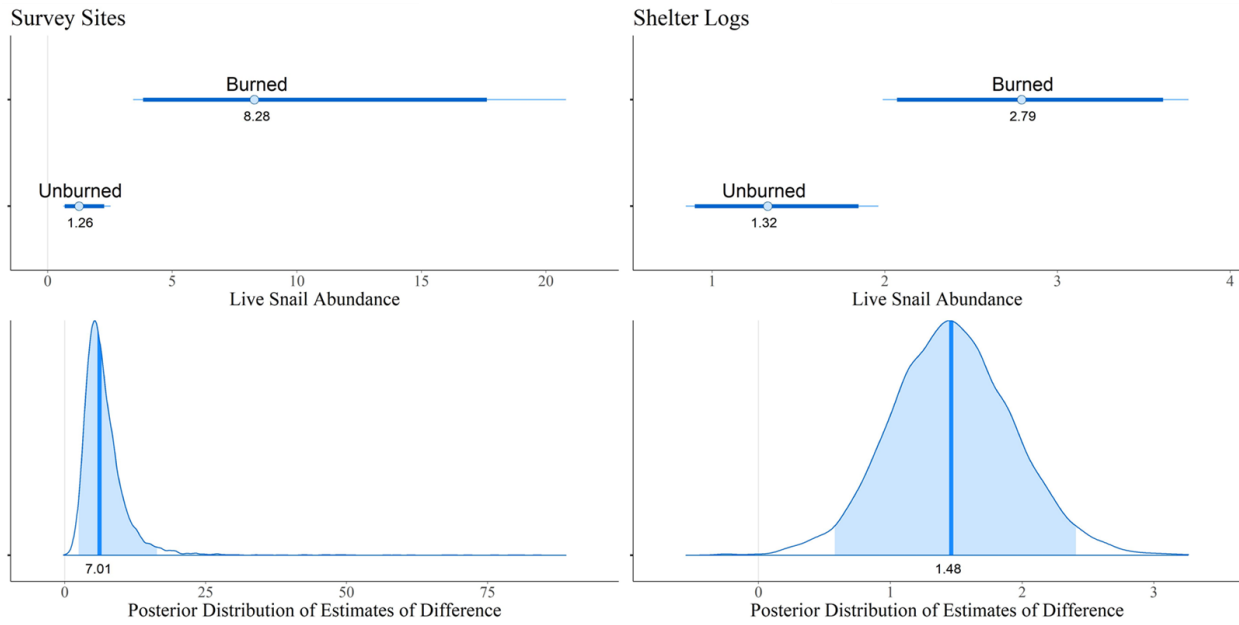 Survey Sites
Burned
8.28
Unburned
1.26
0 5 10 15 20
Live Snail Abundance
Shelter Logs
Burned
2.79
Unburned
1.32
1 2 3 4
Live Snail Abundance
7.01
0 25 50 75
Posterior Distribution of Estimates of Difference
1.48
0 1 2 3
Posterior Distribution of Estimates of Difference